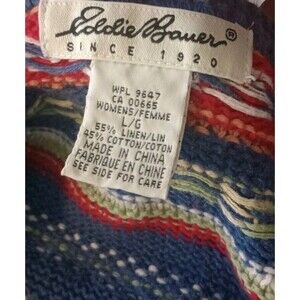 Eddie Bauer®
SINCE 1920
WPL 9647
CA 00665
WOMENS/FEMME
L/G
55% LINEN/LIN
45% COTTON/COTON
MADE IN CHINA
FABRIQUÉ EN CHINE
SEE SIDE FOR CARE